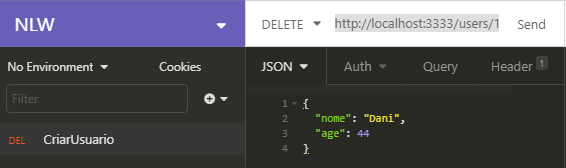 NLW
DELETE http://localhost:3333/users/1 Send
No Environment Cookies
JSON Auth Query Header 1
Filter
DEL CriarUsuario
1 {
2 "nome": "Dani",
3 "age": 44
4 }